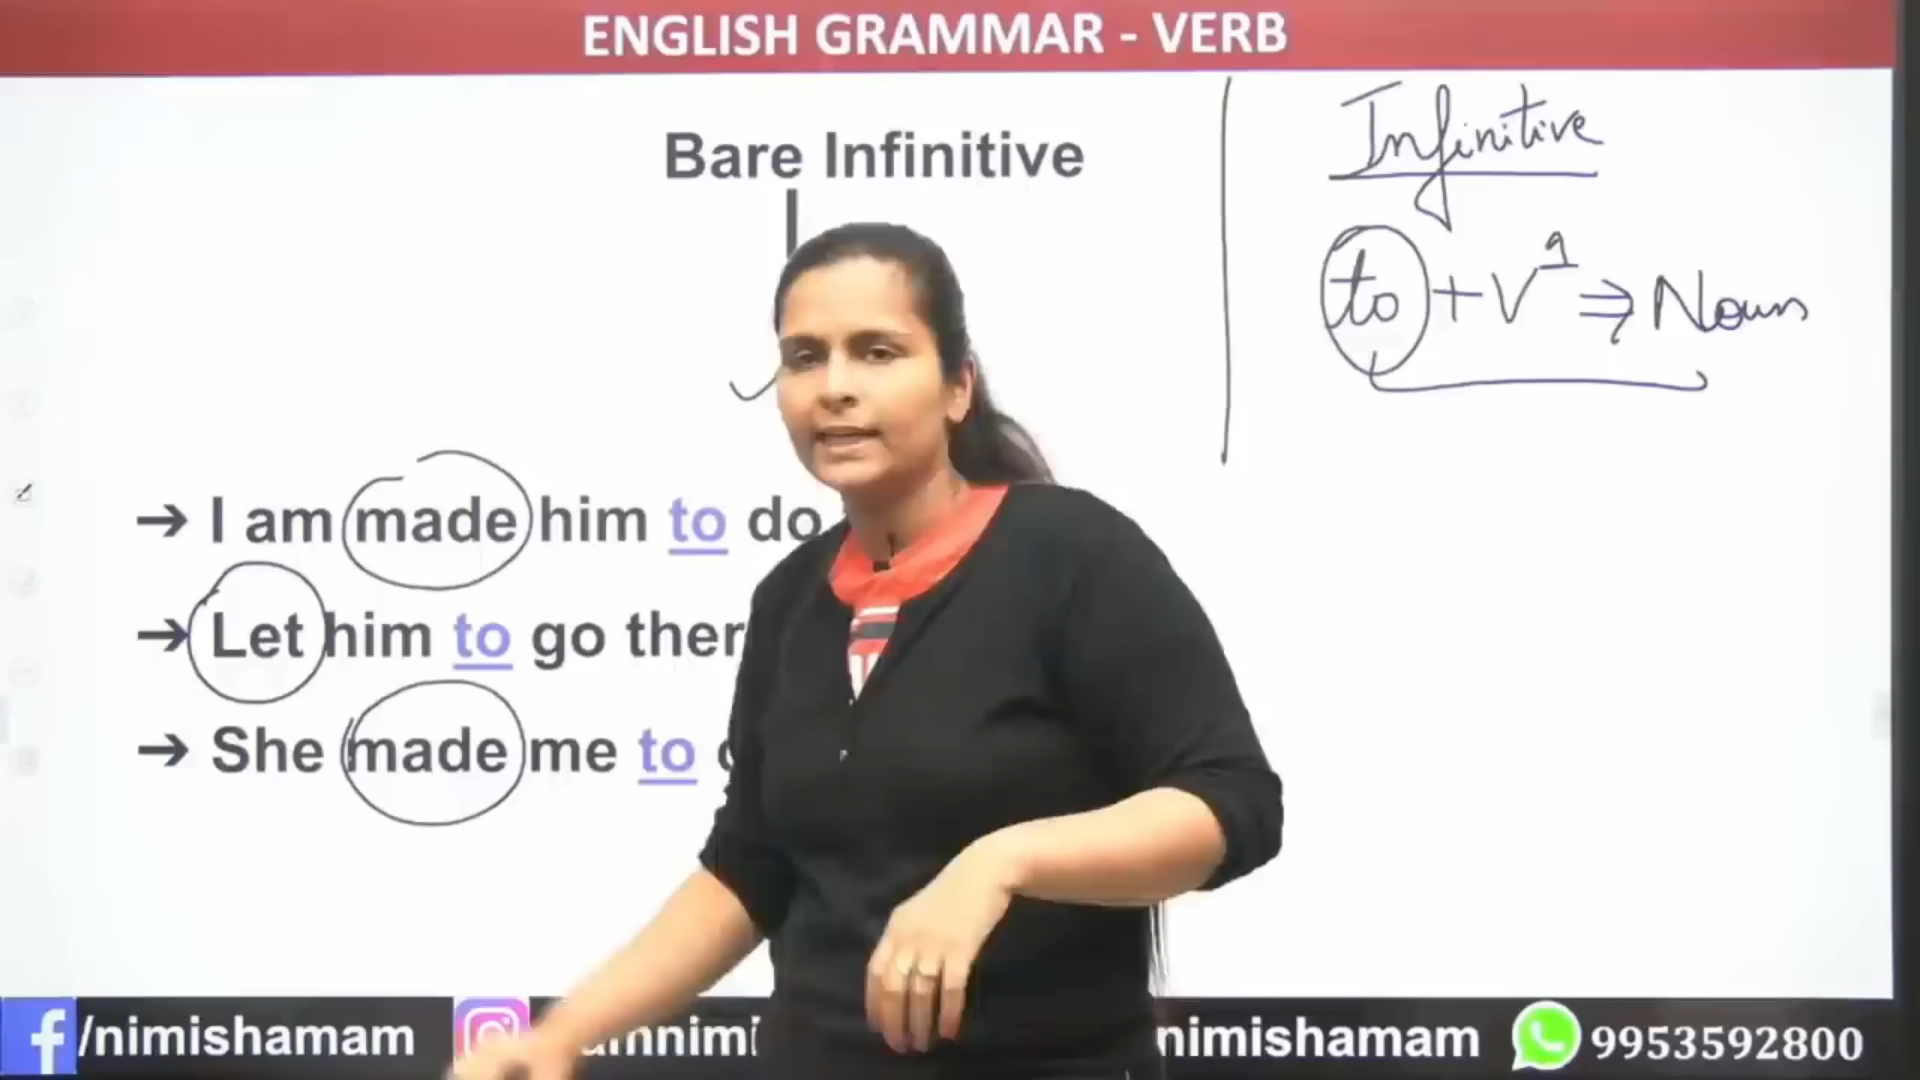 ENGLISH GRAMMAR - VERB
Bare Infinitive
Infinitive
to + V1 ⇒ Noun
➔ I am made him to do
➔ Let him to go ther
➔ She made me to
/nimishamam
nimishamam
9953592800